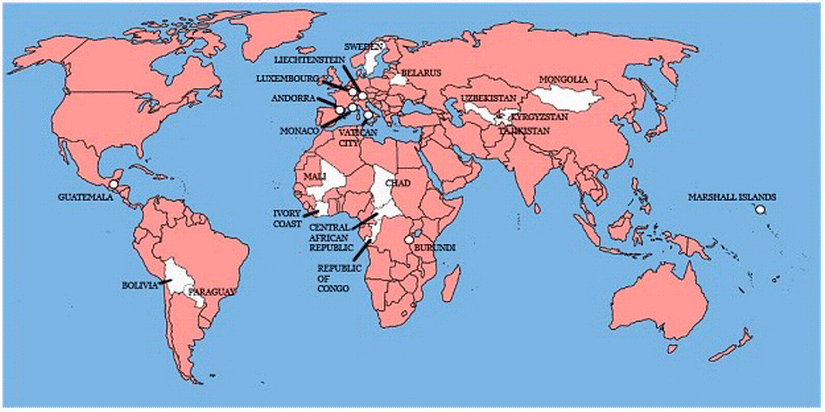 SWEDEN
LIECHTENSTEIN
LUXEMBOURG
BELARUS
MONGOLIA
ANDORRA
UZBEKISTAN
KYRGYZSTAN
MONACO
VATICAN
CITY
TAJIKISTAN
MALI
CHAD
GUATEMALA
MARSHALL ISLANDS
IVORY
COAST
CENTRAL
AFRICAN
REPUBLIC
BURUNDI
REPUBLIC
OF
CONGO
BOLIVIA
PARAGUAY